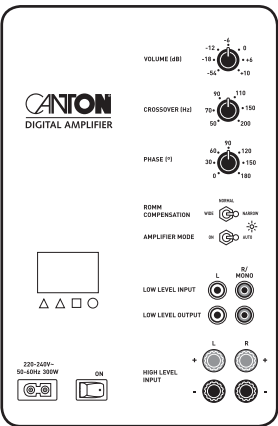 CANTON
DIGITAL AMPLIFIER
VOLUME (dB)
-6
-12 0
-18 +6
-54 +10
CROSSOVER (Hz)
90 110
70 150
50 200
PHASE (º)
90
60 120
30 150
0 180
ROMM
COMPENSATION
NORMAL
WIDE NARROW
AMPLIFIER MODE
ON AUTO
L R/
MONO
LOW LEVEL INPUT
LOW LEVEL OUTPUT
220-240V~
50-60Hz 300W
ON
HIGH LEVEL
INPUT
L R
+ +
- -